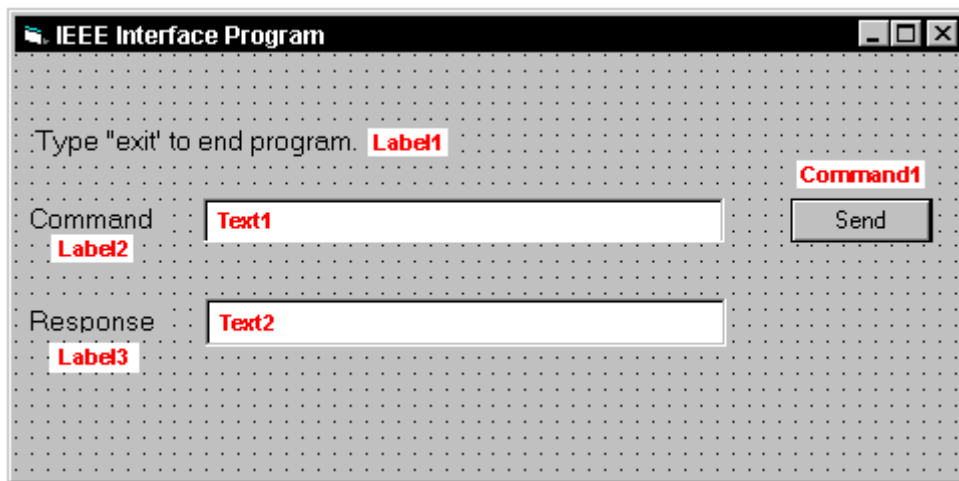 IEEE Interface Program
Type "exit' to end program. Label1
Command1
Command Text1 Send
Label2
Response Text2
Label3